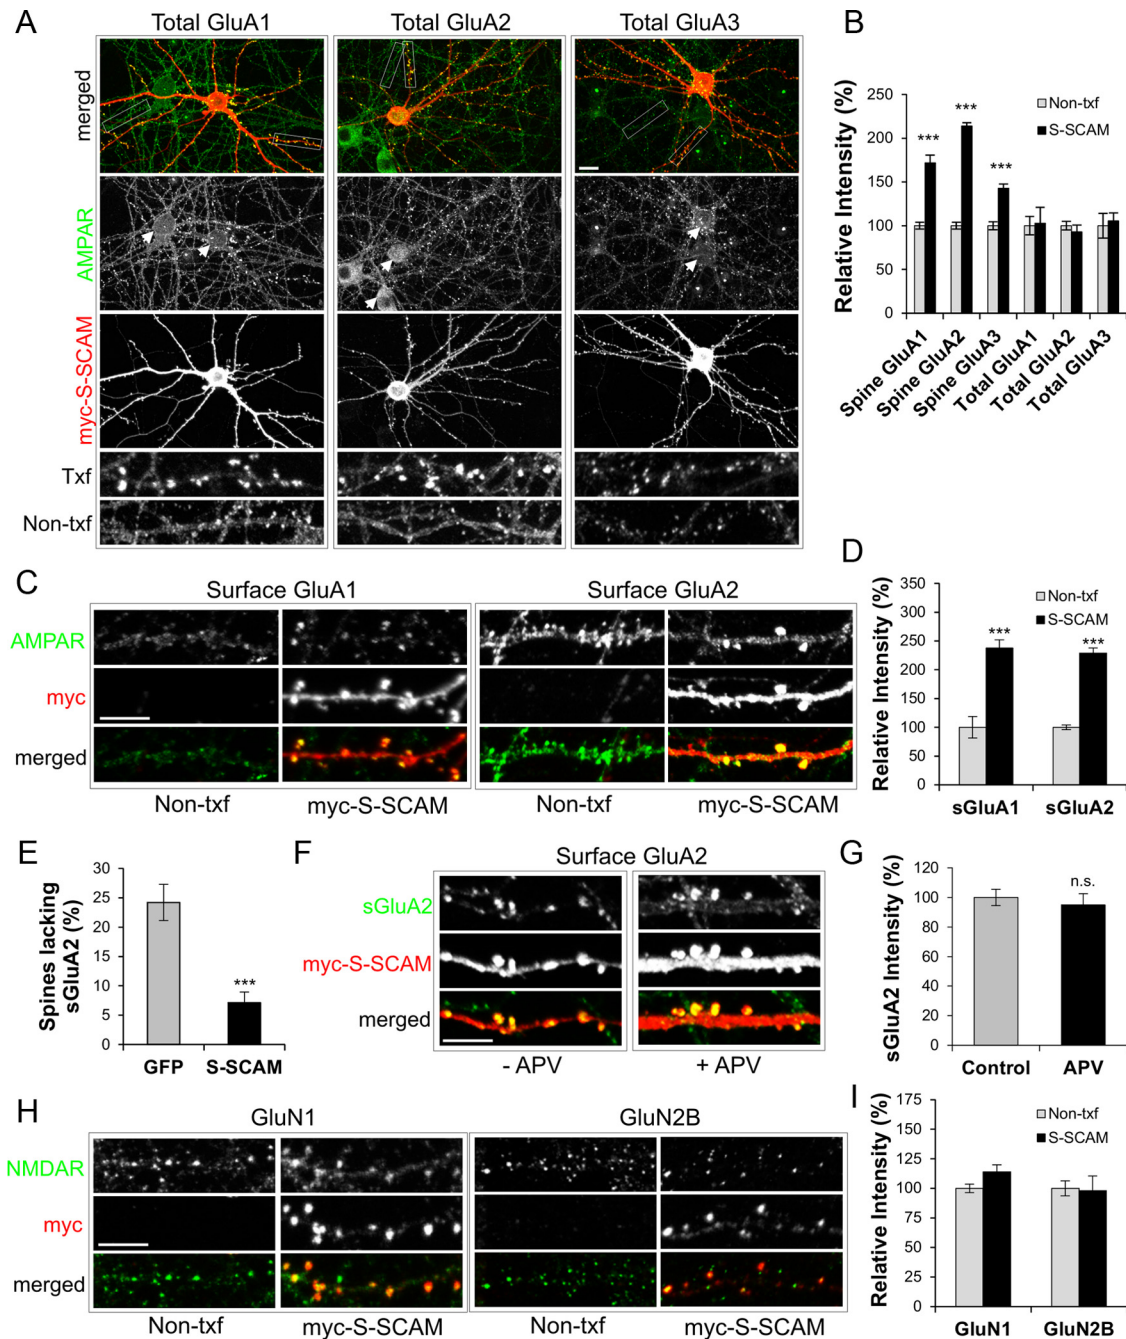 A
Total GluA1
Total GluA2
Total GluA3
merged
AMPAR
myc-S-SCAM
Txf
Non-txf
B
Relative Intensity (%)
250
200
150
100
50
0
Non-txf
S-SCAM
***
***
***
Spine GluA1
Spine GluA2
Spine GluA3
Total GluA1
Total GluA2
Total GluA3
C
Surface GluA1
Surface GluA2
AMPAR
myc
merged
Non-txf
myc-S-SCAM
Non-txf
myc-S-SCAM
D
Relative Intensity (%)
350
300
250
200
150
100
50
0
Non-txf
S-SCAM
***
***
sGluA1
sGluA2
E
Spines lacking
sGluA2 (%)
30
25
20
15
10
5
0
***
GFP
S-SCAM
F
Surface GluA2
sGluA2
myc-S-SCAM
merged
- APV
+ APV
G
sGluA2 Intensity (%)
120
100
80
60
40
20
0
n.s.
Control
APV
H
GluN1
GluN2B
NMDAR
myc
merged
Non-txf
myc-S-SCAM
Non-txf
myc-S-SCAM
I
Relative Intensity (%)
175
150
125
100
75
50
25
0
Non-txf
S-SCAM
GluN1
GluN2B